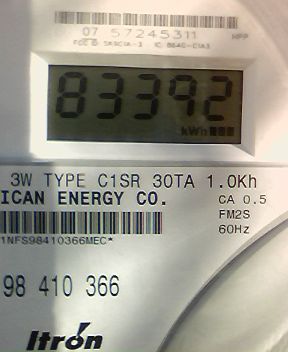 07 57245311 HPP
83392
kWh
3W TYPE C1SR 30TA 1.0Kh
ICAN ENERGY CO. CA 0.5
FM2S
1NFS98410366MEC* 60Hz
98 410 366
Itron